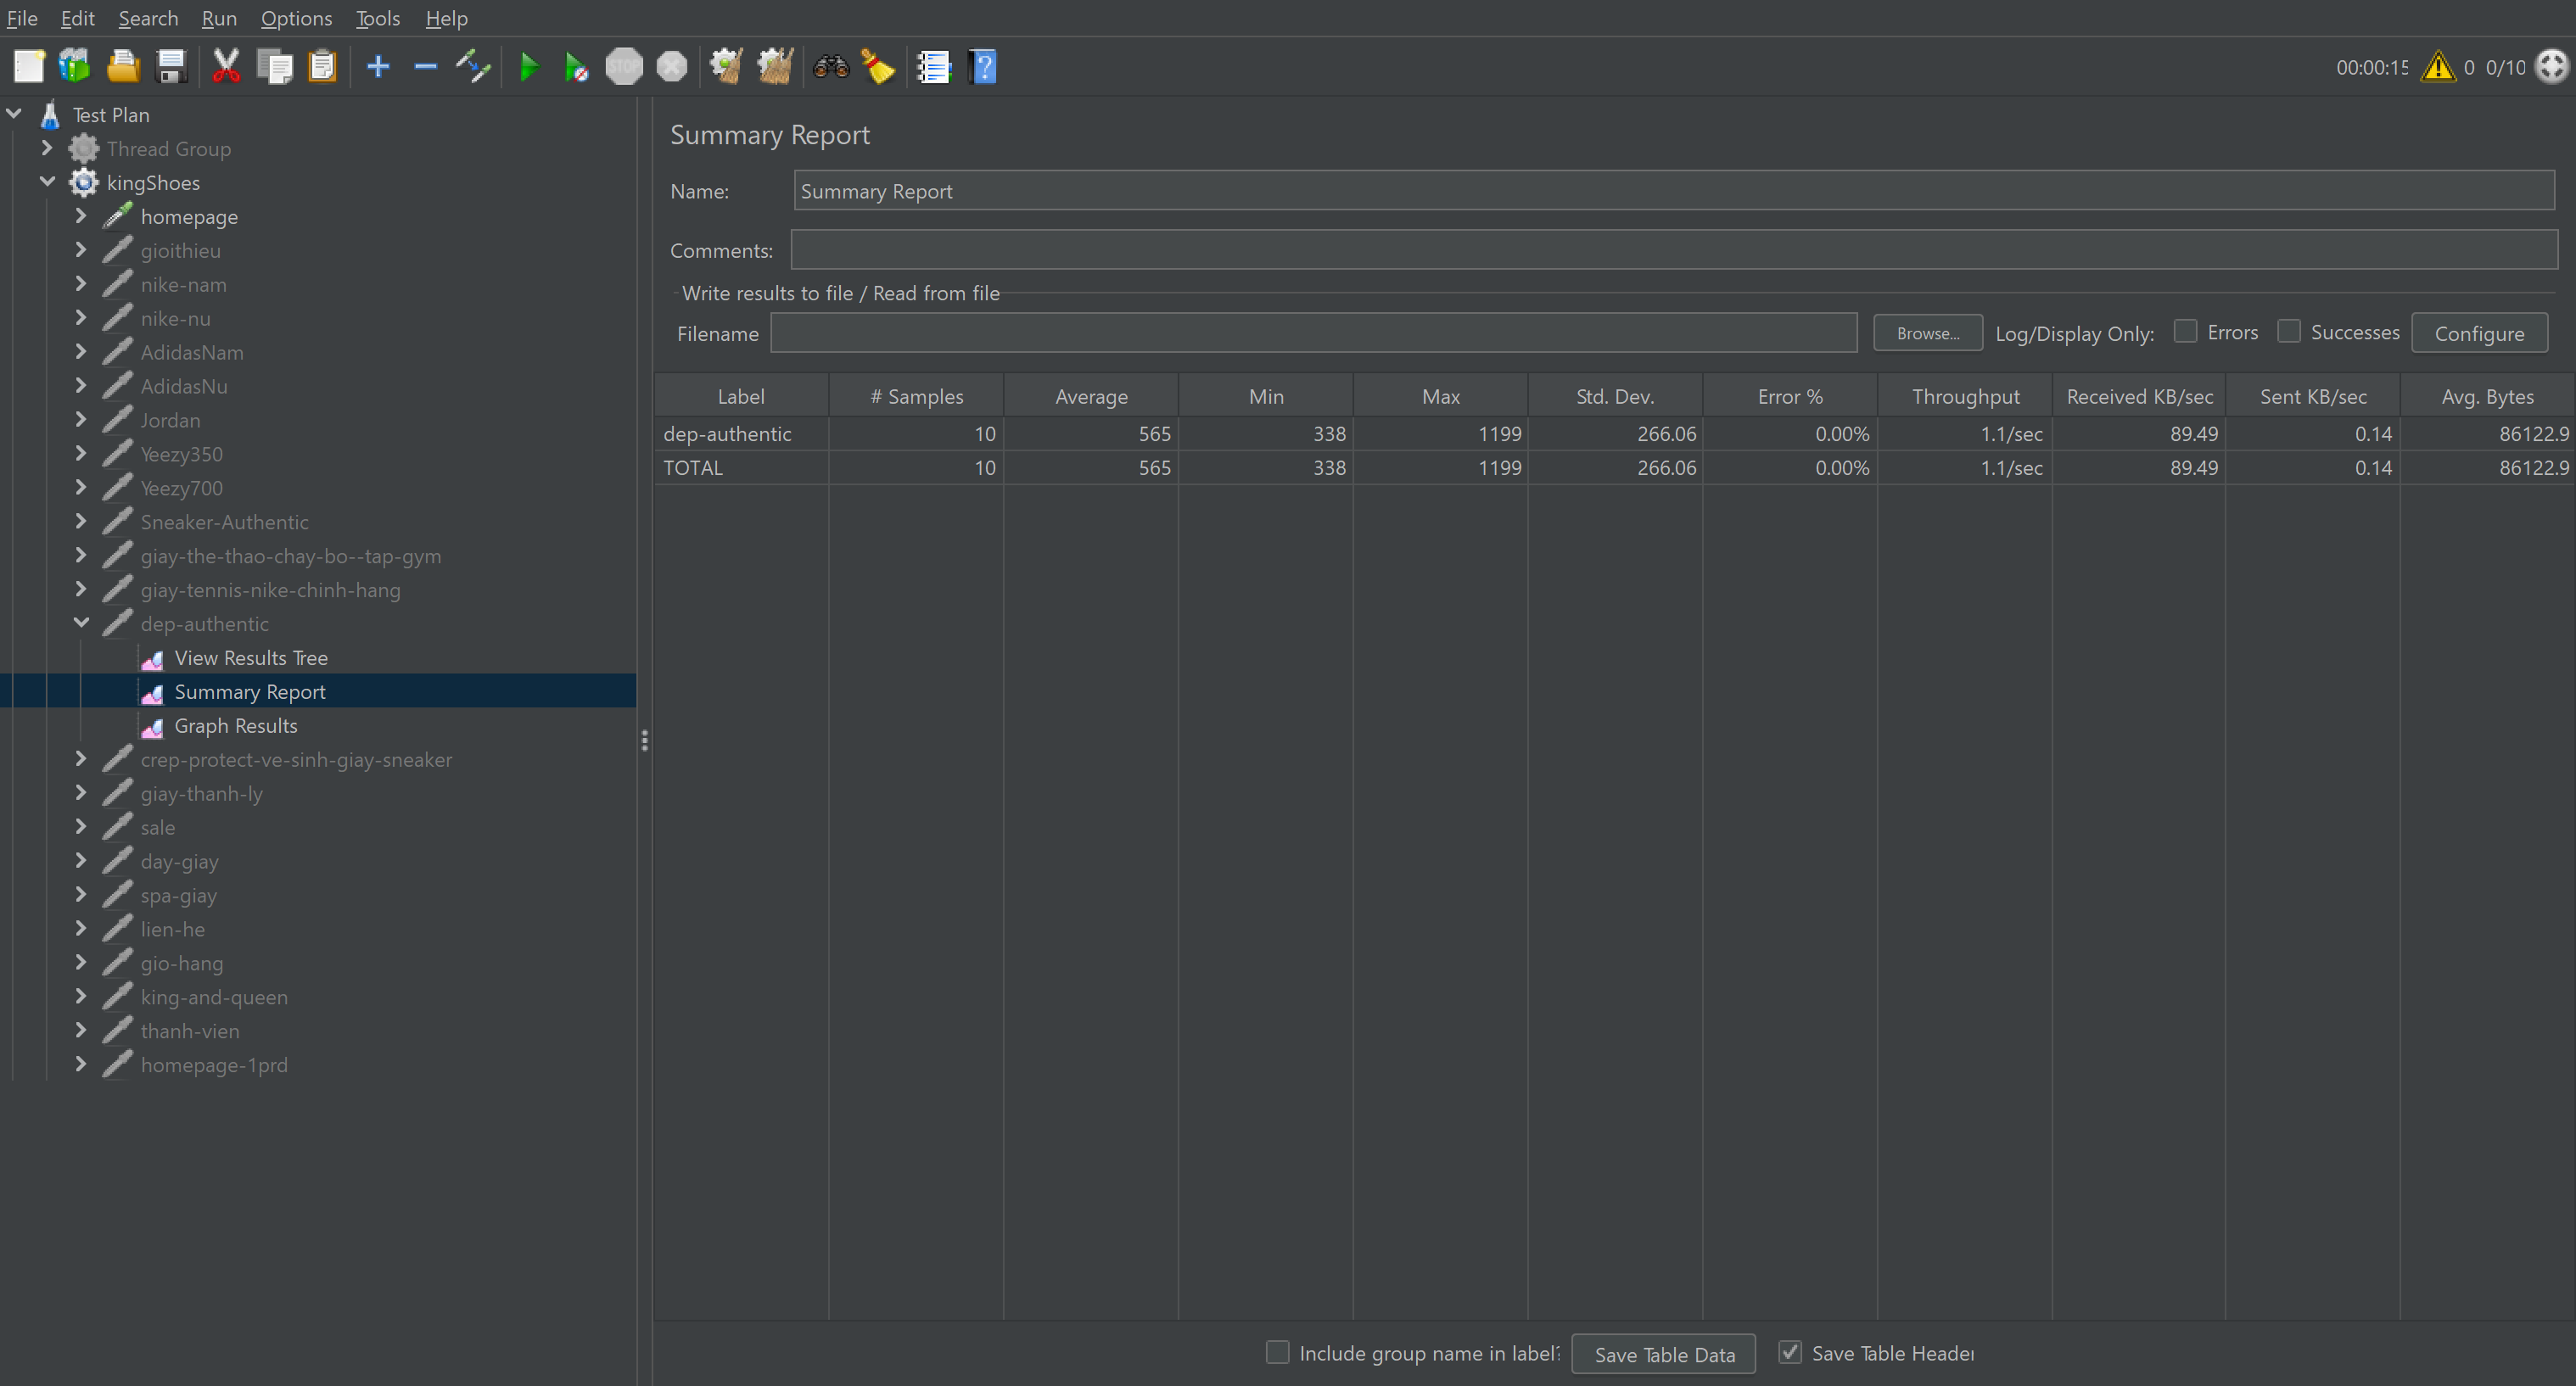 File Edit Search Run Options Tools Help
STOP
?
00:00:15 0 0/10
Test Plan
Thread Group
kingShoes
homepage
gioithieu
nike-nam
nike-nu
AdidasNam
AdidasNu
Jordan
Yeezy350
Yeezy700
Sneaker-Authentic
giay-the-thao-chay-bo--tap-gym
giay-tennis-nike-chinh-hang
dep-authentic
View Results Tree
Summary Report
Graph Results
crep-protect-ve-sinh-giay-sneaker
giay-thanh-ly
sale
day-giay
spa-giay
lien-he
gio-hang
king-and-queen
thanh-vien
homepage-1prd
Summary Report
Name: Summary Report
Comments:
Write results to file / Read from file
Filename Browse... Log/Display Only: Errors Successes Configure
Label # Samples Average Min Max Std. Dev. Error % Throughput Received KB/sec Sent KB/sec Avg. Bytes
dep-authentic 10 565 338 1199 266.06 0.00% 1.1/sec 89.49 0.14 86122.9
TOTAL 10 565 338 1199 266.06 0.00% 1.1/sec 89.49 0.14 86122.9
Include group name in label? Save Table Data Save Table Header